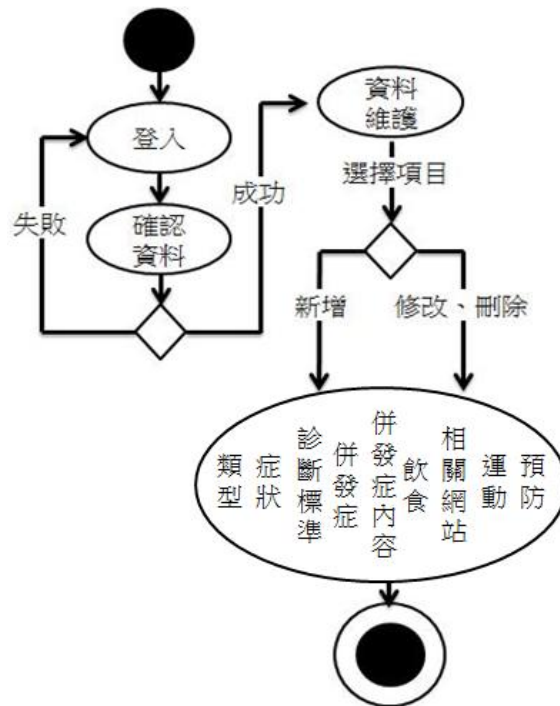 登入
確認
資料
失敗
成功
資料
維護
選擇項目
新增
修改、刪除
類型
症狀
診斷標準
併發症
併發症內容
飲食
相關網站
運動
預防